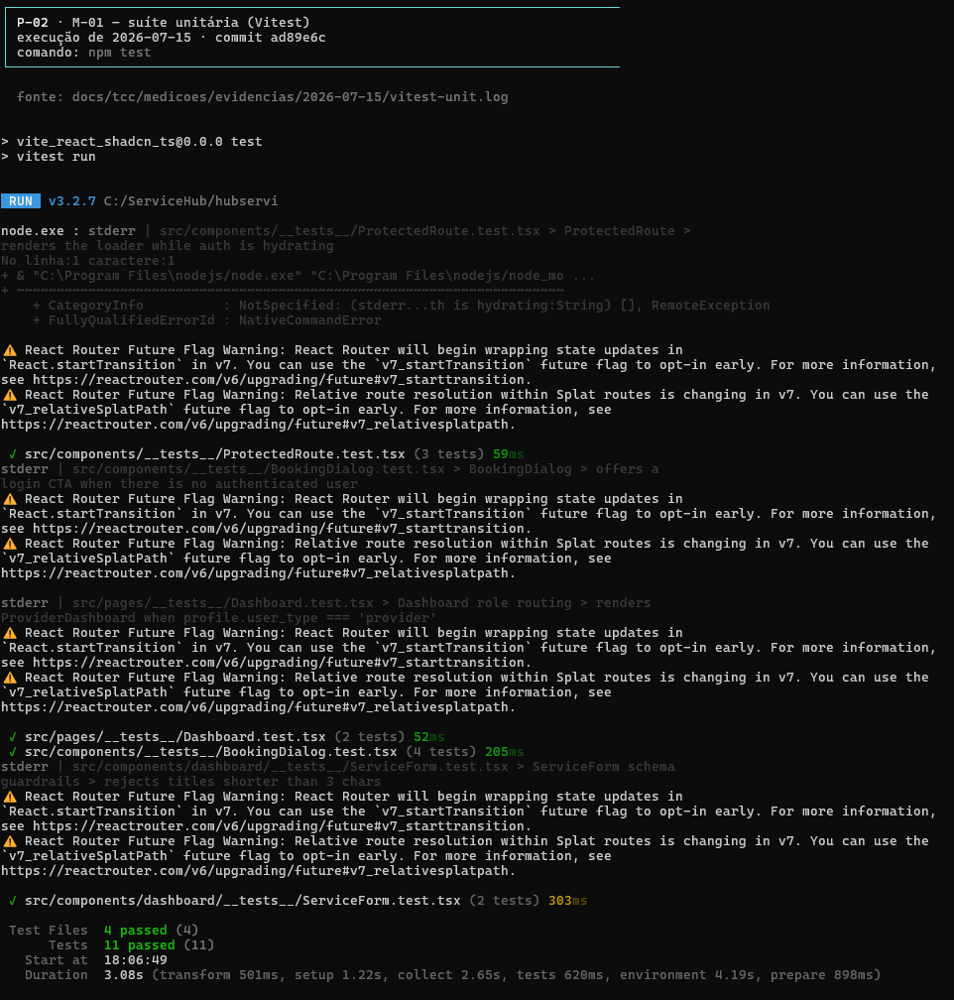 P-02 · M-01 — suíte unitária (Vitest)
execução de 2026-07-15 · commit ad89e6c
comando: npm test
fonte: docs/tcc/medicoes/evidencias/2026-07-15/vitest-unit.log
> vite_react_shadcn_ts@0.0.0 test
> vitest run
RUN v3.2.7 C:/ServiceHub/hubservi
node.exe : stderr | src/components/__tests__/ProtectedRoute.test.tsx > ProtectedRoute >
renders the loader while auth is hydrating
No linha:1 caractere:1
+ & "C:\Program Files\nodejs/node.exe" "C:\Program Files\nodejs/node_mo ...
+ ~~~~~~~~~~~~~~~~~~~~~~~~~~~~~~~~~~~~~~~~~~~~~~~~~~~~~~~~~~~~~~~~~~~~~
+ CategoryInfo : NotSpecified: (stderr...th is hydrating:String) [], RemoteException
+ FullyQualifiedErrorId : NativeCommandError
⚠️ React Router Future Flag Warning: React Router will begin wrapping state updates in
`React.startTransition` in v7. You can use the `v7_startTransition` future flag to opt-in early. For more information,
see https://reactrouter.com/v6/upgrading/future#v7_starttransition.
⚠️ React Router Future Flag Warning: Relative route resolution within Splat routes is changing in v7. You can use the
`v7_relativeSplatPath` future flag to opt-in early. For more information, see
https://reactrouter.com/v6/upgrading/future#v7_relativesplatpath.
✓ src/components/__tests__/ProtectedRoute.test.tsx (3 tests) 59ms
stderr | src/components/__tests__/BookingDialog.test.tsx > BookingDialog > offers a
login CTA when there is no authenticated user
⚠️ React Router Future Flag Warning: React Router will begin wrapping state updates in
`React.startTransition` in v7. You can use the `v7_startTransition` future flag to opt-in early. For more information,
see https://reactrouter.com/v6/upgrading/future#v7_starttransition.
⚠️ React Router Future Flag Warning: Relative route resolution within Splat routes is changing in v7. You can use the
`v7_relativeSplatPath` future flag to opt-in early. For more information, see
https://reactrouter.com/v6/upgrading/future#v7_relativesplatpath.
stderr | src/pages/__tests__/Dashboard.test.tsx > Dashboard role routing > renders
ProviderDashboard when profile.user_type === 'provider'
⚠️ React Router Future Flag Warning: React Router will begin wrapping state updates in
`React.startTransition` in v7. You can use the `v7_startTransition` future flag to opt-in early. For more information,
see https://reactrouter.com/v6/upgrading/future#v7_starttransition.
⚠️ React Router Future Flag Warning: Relative route resolution within Splat routes is changing in v7. You can use the
`v7_relativeSplatPath` future flag to opt-in early. For more information, see
https://reactrouter.com/v6/upgrading/future#v7_relativesplatpath.
✓ src/pages/__tests__/Dashboard.test.tsx (2 tests) 52ms
✓ src/components/__tests__/BookingDialog.test.tsx (4 tests) 205ms
stderr | src/components/dashboard/__tests__/ServiceForm.test.tsx > ServiceForm schema
guardrails > rejects titles shorter than 3 chars
⚠️ React Router Future Flag Warning: React Router will begin wrapping state updates in
`React.startTransition` in v7. You can use the `v7_startTransition` future flag to opt-in early. For more information,
see https://reactrouter.com/v6/upgrading/future#v7_starttransition.
⚠️ React Router Future Flag Warning: Relative route resolution within Splat routes is changing in v7. You can use the
`v7_relativeSplatPath` future flag to opt-in early. For more information, see
https://reactrouter.com/v6/upgrading/future#v7_relativesplatpath.
✓ src/components/dashboard/__tests__/ServiceForm.test.tsx (2 tests) 303ms
Test Files 4 passed (4)
Tests 11 passed (11)
Start at 18:06:49
Duration 3.08s (transform 501ms, setup 1.22s, collect 2.65s, tests 620ms, environment 4.19s, prepare 898ms)